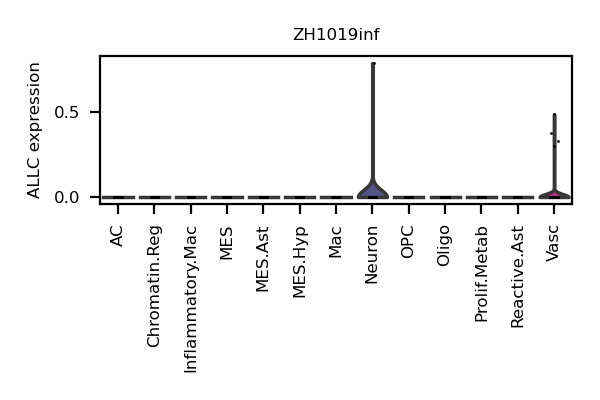 ZH1019inf
ALLC expression
0.5
0.0
AC
Chromatin.Reg
Inflammatory.Mac
MES
MES.Ast
MES.Hyp
Mac
Neuron
OPC
Oligo
Prolif.Metab
Reactive.Ast
Vasc